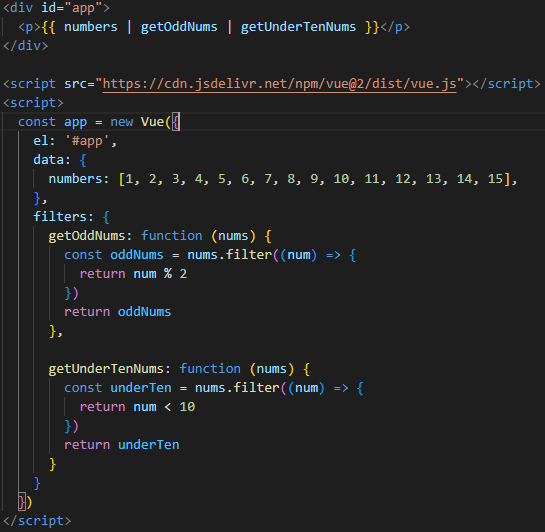 <div id="app">
  <p>{{ numbers | getOddNums | getUnderTenNums }}</p>
</div>

<script src="https://cdn.jsdelivr.net/npm/vue@2/dist/vue.js"></script>
<script>
  const app = new Vue({
    el: '#app',
    data: {
      numbers: [1, 2, 3, 4, 5, 6, 7, 8, 9, 10, 11, 12, 13, 14, 15],
    },
    filters: {
      getOddNums: function (nums) {
        const oddNums = nums.filter((num) => {
          return num % 2
        })
        return oddNums
      },

      getUnderTenNums: function (nums) {
        const underTen = nums.filter((num) => {
          return num < 10
        })
        return underTen
      }
    }
  })
</script>